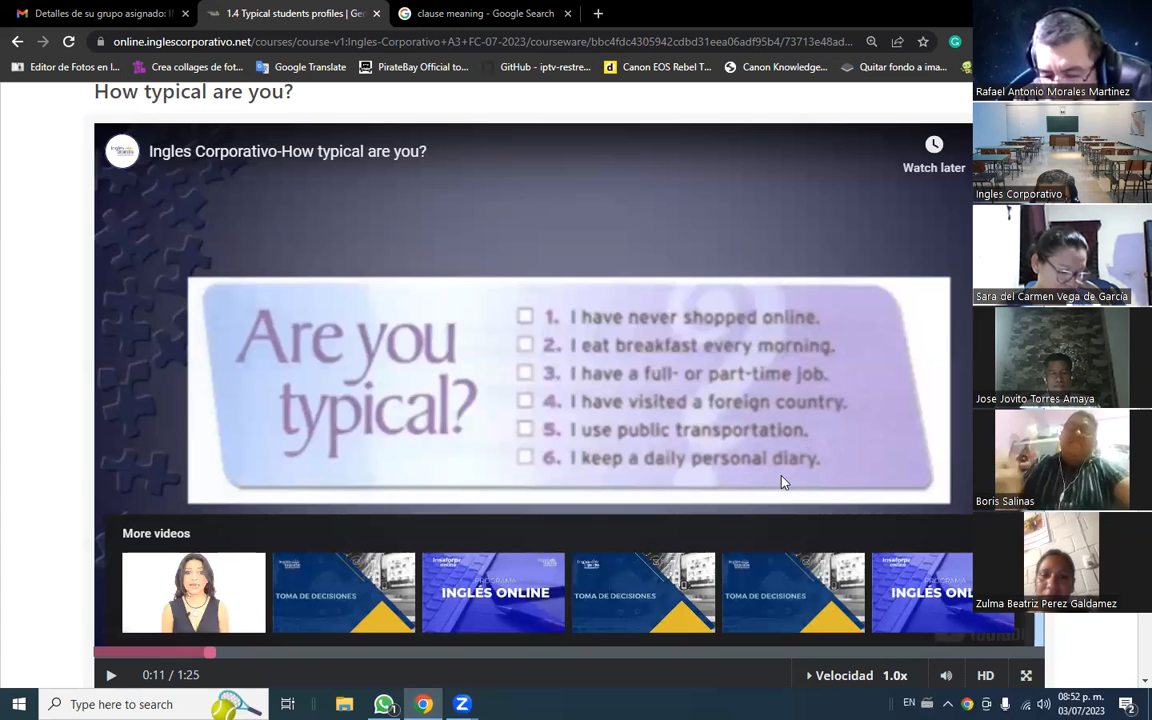 Detalles de su grupo asignado: I
1.4 Typical students profiles | Ger
clause meaning - Google Search
online.inglescorporativo.net/courses/course-v1:Ingles-Corporativo+A3+FC-07-2023/courseware/bbc4fdc4305942cdbd31eea06adf95b4/73713e48ad...
Editor de Fotos en l...
Crea collages de fot...
Google Translate
PirateBay Official to...
GitHub - iptv-restre...
Canon EOS Rebel T...
Canon Knowledge...
Quitar fondo a ima...
How typical are you?
Ingles Corporativo-How typical are you?
Watch later
Are you
typical?
1. I have never shopped online.
2. I eat breakfast every morning.
3. I have a full- or part-time job.
4. I have visited a foreign country.
5. I use public transportation.
6. I keep a daily personal diary.
More videos
TOMA DE DECISIONES
PROGRAMA
INGLÉS ONLINE
TOMA DE DECISIONES
TOMA DE DECISIONES
PROGRAMA
INGLÉS ONL
0:11 / 1:25
Velocidad 1.0x
HD
Rafael Antonio Morales Martinez
Ingles Corporativo
Sara del Carmen Vega de García
Jose Jovito Torres Amaya
Boris Salinas
Zulma Beatriz Perez Galdamez
Type here to search
1
EN
08:52 p. m.
03/07/2023
2